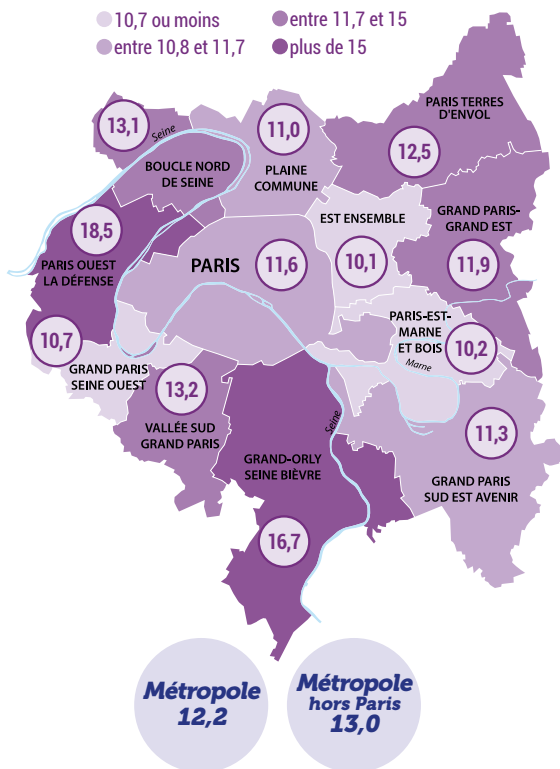 10,7 ou moins
entre 11,7 et 15
entre 10,8 et 11,7
plus de 15
PARIS TERRES
D'ENVOL
12,5
13,1
Seine
11,0
BOUCLE NORD
DE SEINE
PLAINE
COMMUNE
EST ENSEMBLE
10,1
GRAND PARIS-
GRAND EST
11,9
18,5
PARIS OUEST
LA DÉFENSE
PARIS
11,6
PARIS-EST-
MARNE
ET BOIS
10,2
Marne
10,7
GRAND PARIS
SEINE OUEST
13,2
VALLÉE SUD
GRAND PARIS
Seine
GRAND-ORLY
SEINE BIÈVRE
16,7
11,3
GRAND PARIS
SUD EST AVENIR
Métropole
12,2
Métropole
hors Paris
13,0